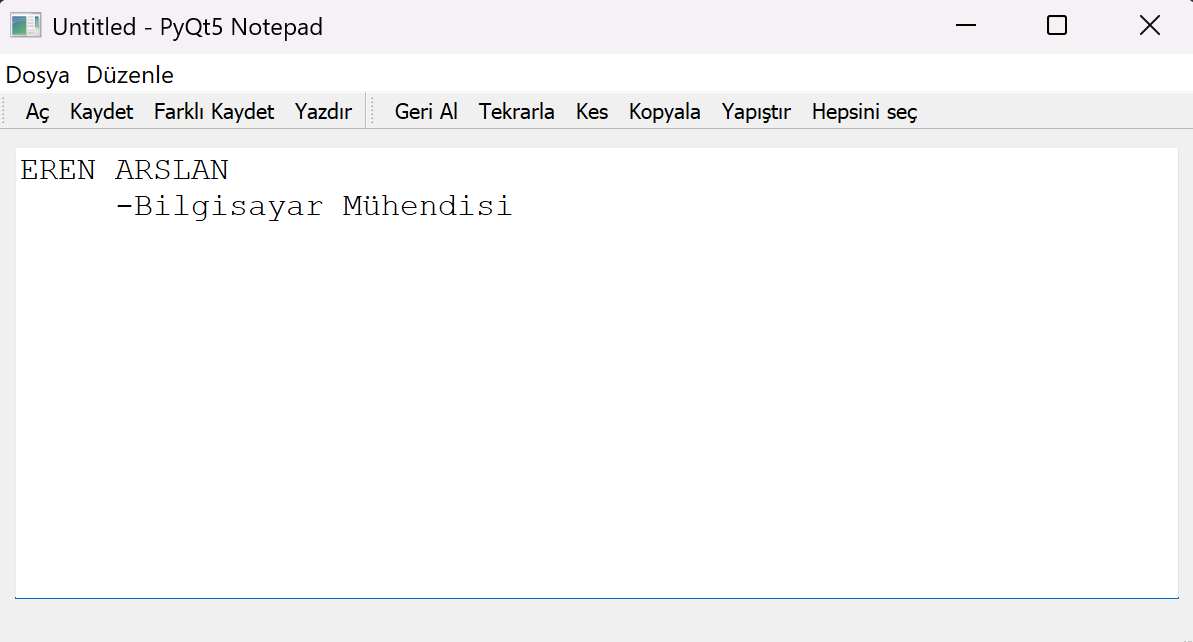 Untitled - PyQt5 Notepad
Dosya Düzenle
Aç Kaydet Farklı Kaydet Yazdır Geri Al Tekrarla Kes Kopyala Yapıştır Hepsini seç
EREN ARSLAN
-Bilgisayar Mühendisi